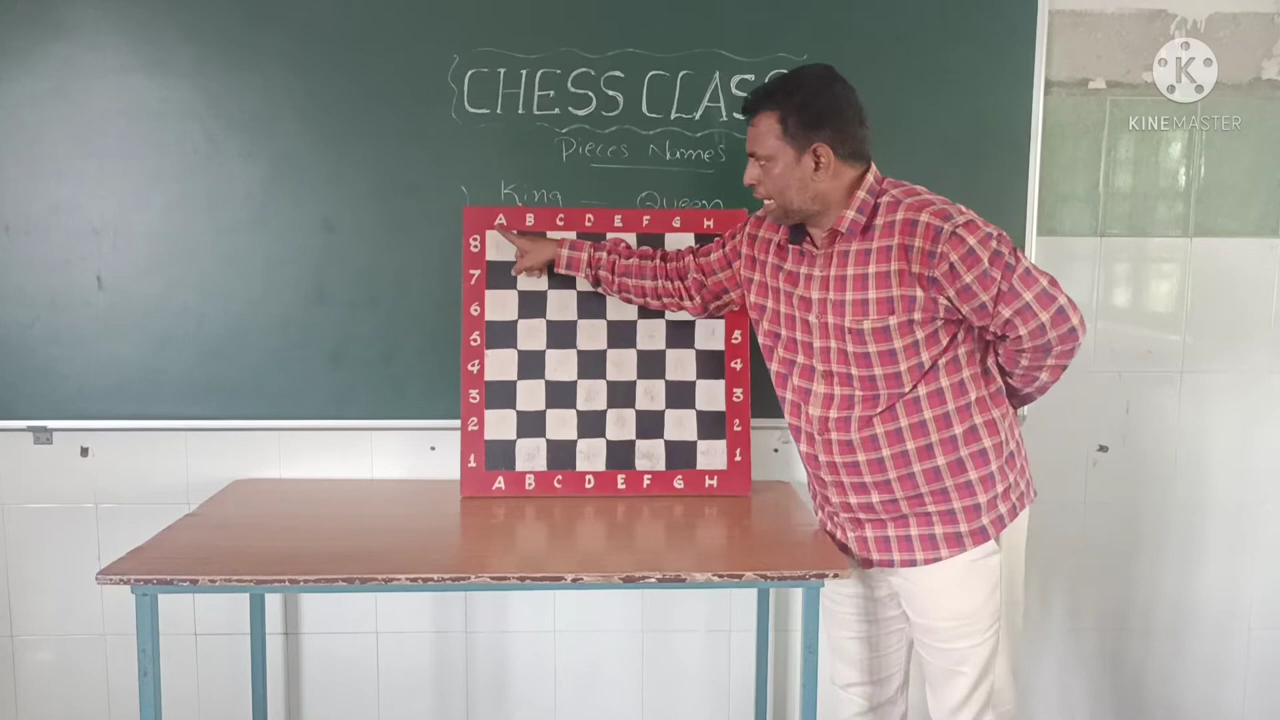 CHESS CLASS
Pieces Names
) King — Queen
A B C D E F G H
8
7
6
5 5
4 4
3 3
2 2
1 1
A B C D E F G H
K
KINEMASTER